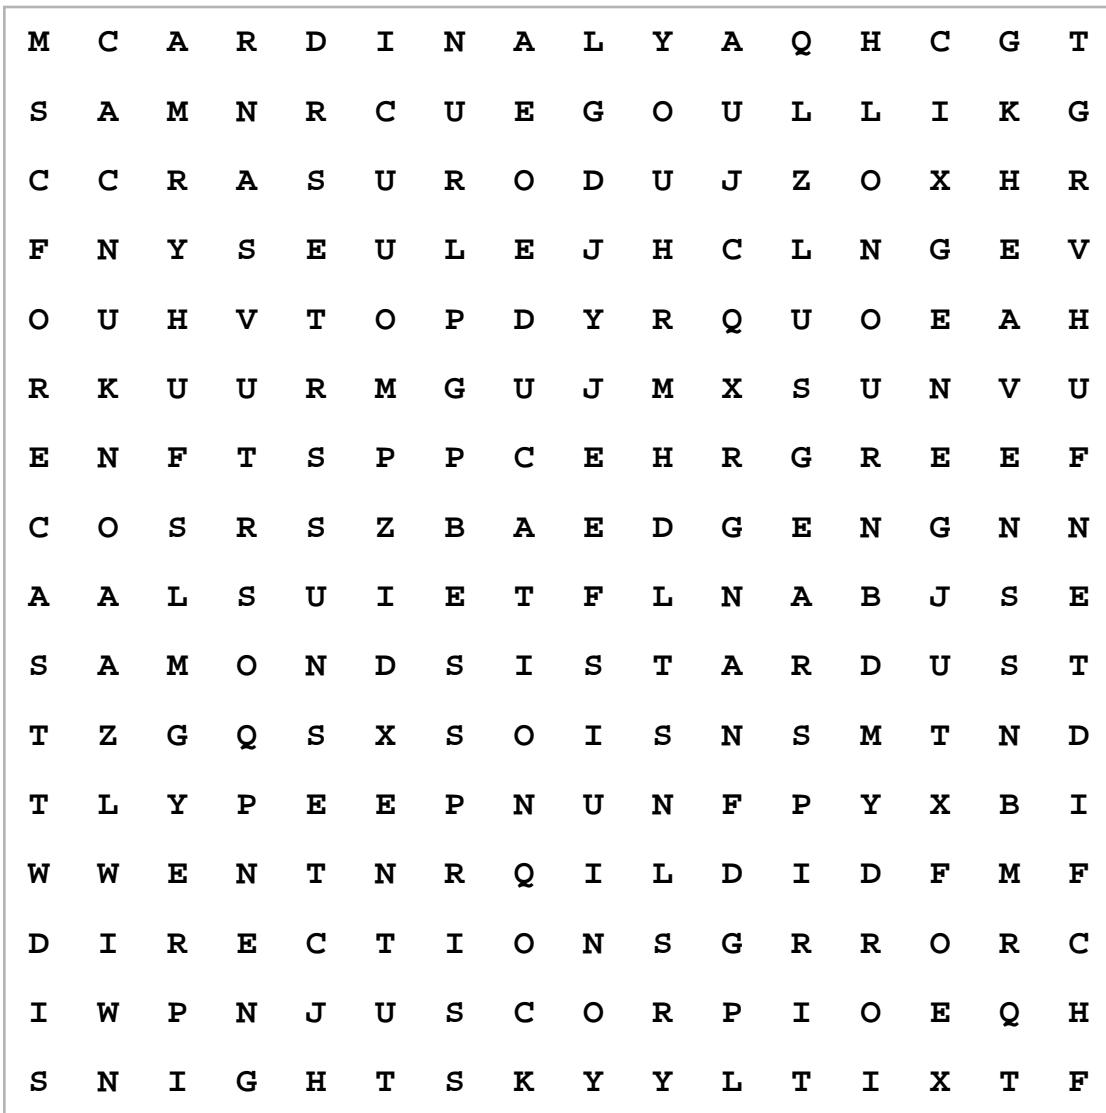 M C A R D I N A L Y A Q H C G T
S A M N R C U E G O U L L I K G
C C R A S U R O D U J Z O X H R
F N Y S E U L E J H C L N G E V
O U H V T O P D Y R Q U O E A H
R K U U R M G U J M X S U N V U
E N F T S P P C E H R G R E E F
C O S R S Z B A E D G E N G N N
A A L S U I E T F L N A B J S E
S A M O N D S I S T A R D U S T
T Z G Q S X S O I S N S M T N D
T L Y P E E P N U N F P Y X B I
W W E N T N R Q I L D I D F M F
D I R E C T I O N S G R R O R C
I W P N J U S C O R P I O E Q H
S N I G H T S K Y Y L T I X T F